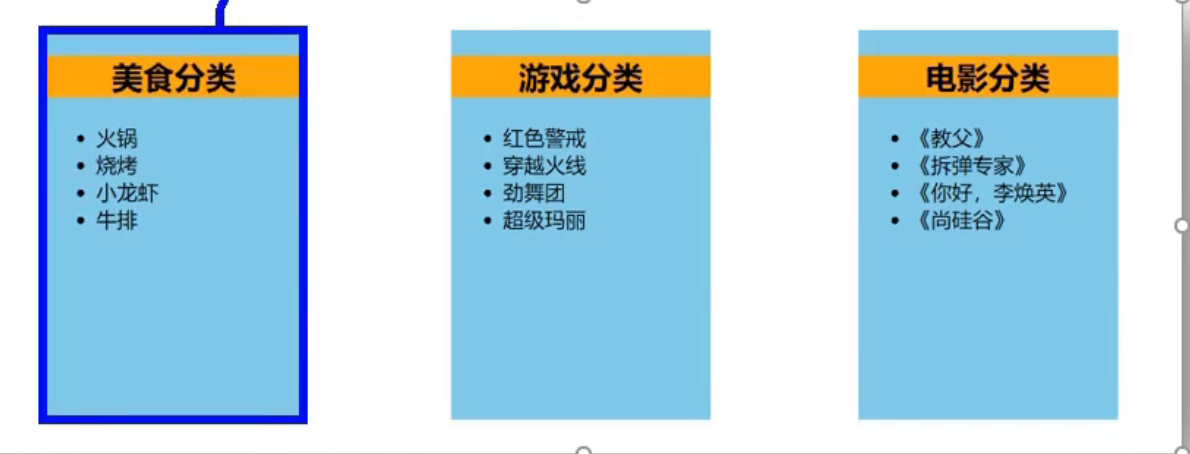 美食分类
火锅
烧烤
小龙虾
牛排
游戏分类
红色警戒
穿越火线
劲舞团
超级玛丽
电影分类
《教父》
《拆弹专家》
《你好，李焕英》
《尚硅谷》